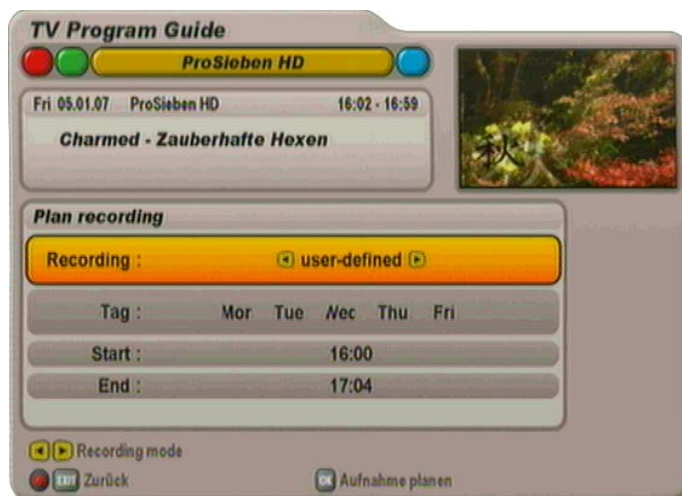 TV Program Guide
ProSieben HD
Fri 05.01.07 ProSieben HD 16:02 - 16:59
Charmed - Zauberhafte Hexen
秋
Plan recording
Recording : user-defined
Tag : Mor Tue Wec Thu Fri
Start : 16:00
End : 17:04
Recording mode
EXIT Zurück OK Aufnahme planen